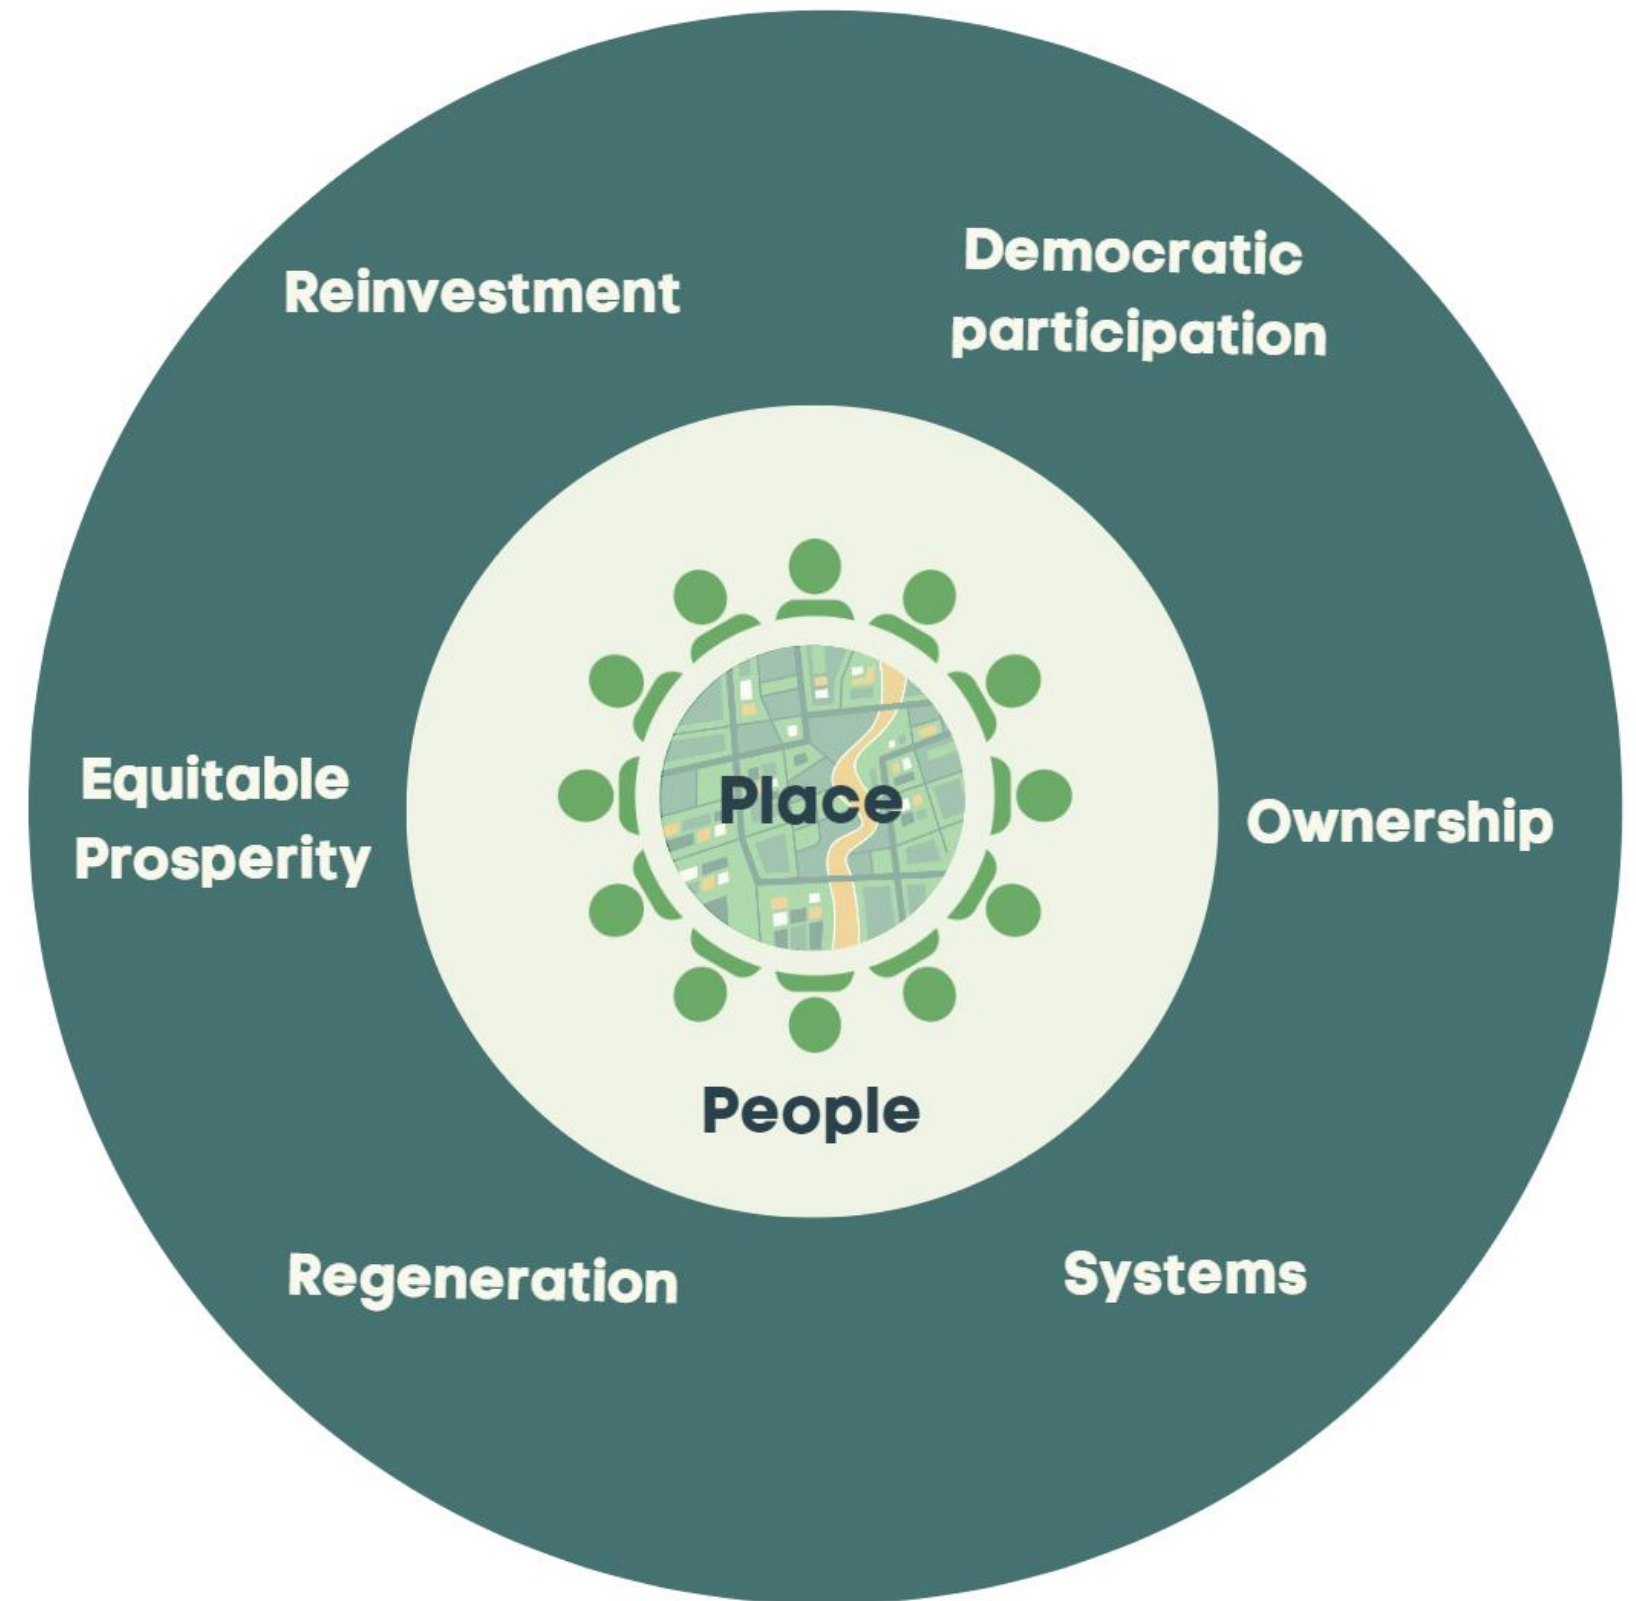 Reinvestment
Democratic
participation
Equitable
Prosperity
Place
Ownership
People
Regeneration
Systems